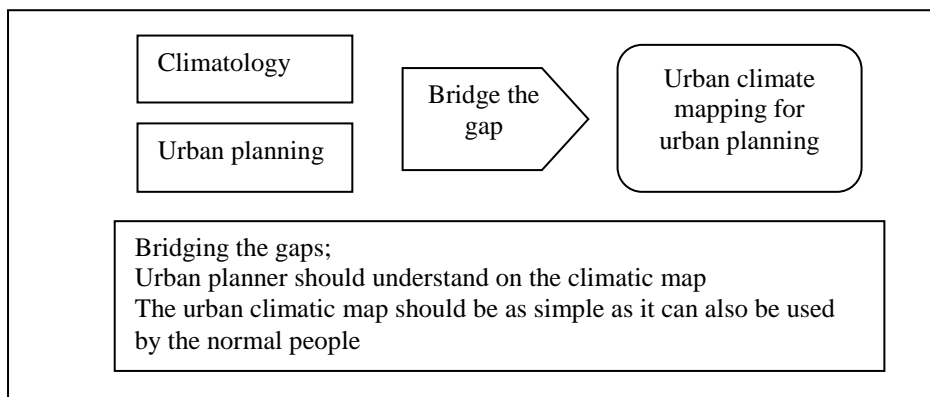 Climatology
Urban planning
Bridge the
gap
Urban climate
mapping for
urban planning
Bridging the gaps;
Urban planner should understand on the climatic map
The urban climatic map should be as simple as it can also be used
by the normal people